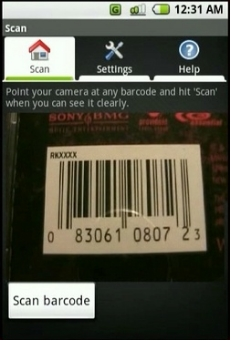 12:31 AM
Scan
Scan Settings Help
Point your camera at any barcode and hit 'Scan'
when you can see it clearly.
SONY BMG
RKXXXX
0 83061 0807 2 3
Scan barcode